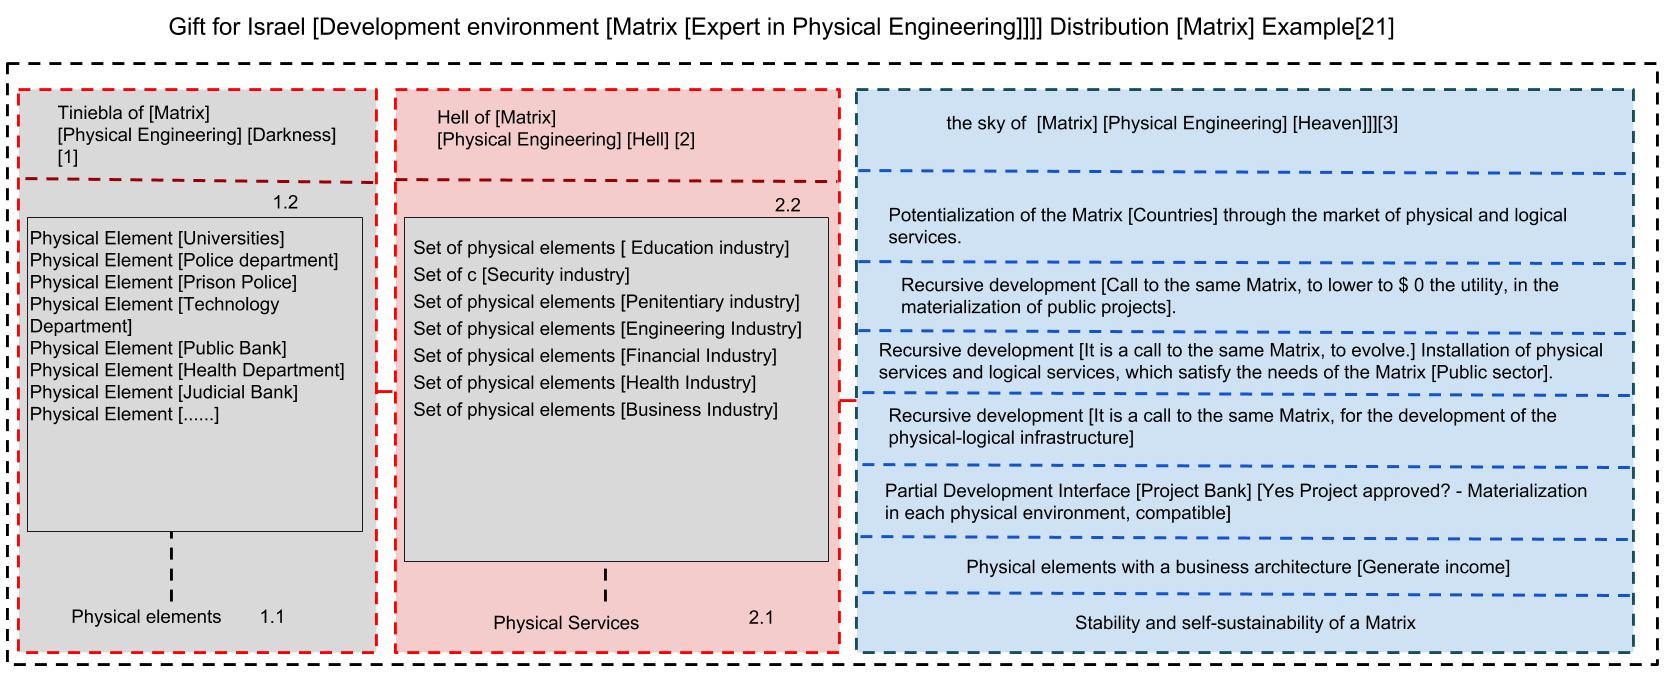 Gift for Israel [Development environment [Matrix [Expert in Physical Engineering]]]] Distribution [Matrix] Example[21]
Tiniebla of [Matrix]
[Physical Engineering] [Darkness]
[1]
1.2
Physical Element [Universities]
Physical Element [Police department]
Physical Element [Prison Police]
Physical Element [Technology
Department]
Physical Element [Public Bank]
Physical Element [Health Department]
Physical Element [Judicial Bank]
Physical Element [......]
Physical elements
1.1
Hell of [Matrix]
[Physical Engineering] [Hell] [2]
2.2
Set of physical elements [ Education industry]
Set of c [Security industry]
Set of physical elements [Penitentiary industry]
Set of physical elements [Engineering Industry]
Set of physical elements [Financial Industry]
Set of physical elements [Health Industry]
Set of physical elements [Business Industry]
Physical Services
2.1
the sky of  [Matrix] [Physical Engineering] [Heaven]]][3]
Potentialization of the Matrix [Countries] through the market of physical and logical
services.
Recursive development [Call to the same Matrix, to lower to $ 0 the utility, in the
materialization of public projects].
Recursive development [It is a call to the same Matrix, to evolve.] Installation of physical
services and logical services, which satisfy the needs of the Matrix [Public sector].
Recursive development [It is a call to the same Matrix, for the development of the
physical-logical infrastructure]
Partial Development Interface [Project Bank] [Yes Project approved? - Materialization
in each physical environment, compatible]
Physical elements with a business architecture [Generate income]
Stability and self-sustainability of a Matrix